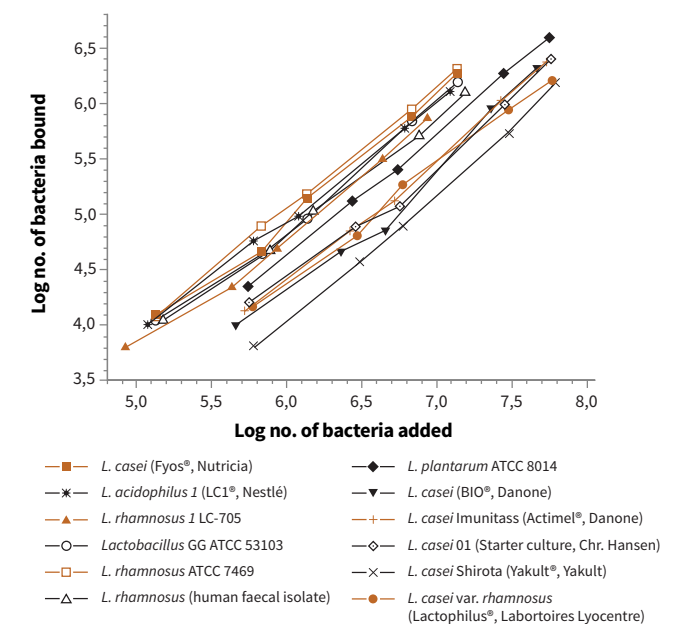 Log no. of bacteria bound
6,5
6,0
5,5
5,0
4,5
4,0
3,5
5,0
5,5
6,0
6,5
7,0
7,5
8,0
Log no. of bacteria added
L. casei (Fyos®, Nutricia)
L. acidophilus 1 (LC1®, Nestlé)
L. rhamnosus 1 LC-705
Lactobacillus GG ATCC 53103
L. rhamnosus ATCC 7469
L. rhamnosus (human faecal isolate)
L. plantarum ATCC 8014
L. casei (BIO®, Danone)
L. casei Imunitass (Actimel®, Danone)
L. casei 01 (Starter culture, Chr. Hansen)
L. casei Shirota (Yakult®, Yakult)
L. casei var. rhamnosus
(Lactophilus®, Labortoires Lyocentre)